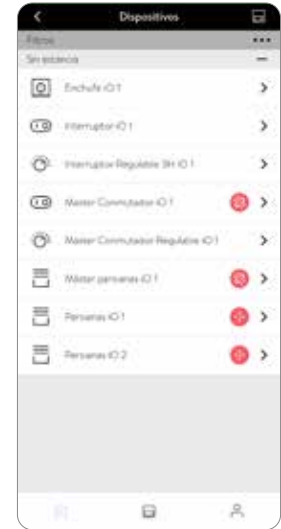 Dispositivos
Filtros
Sin estancia
Enchufe iO 1
Interruptor iO 1
Interruptor Regulable 3H iO 1
Master Conmutador iO 1
Master Conmutador Regulable iO 1
Máster persianas iO 1
Persianas iO 1
Persianas iO 2